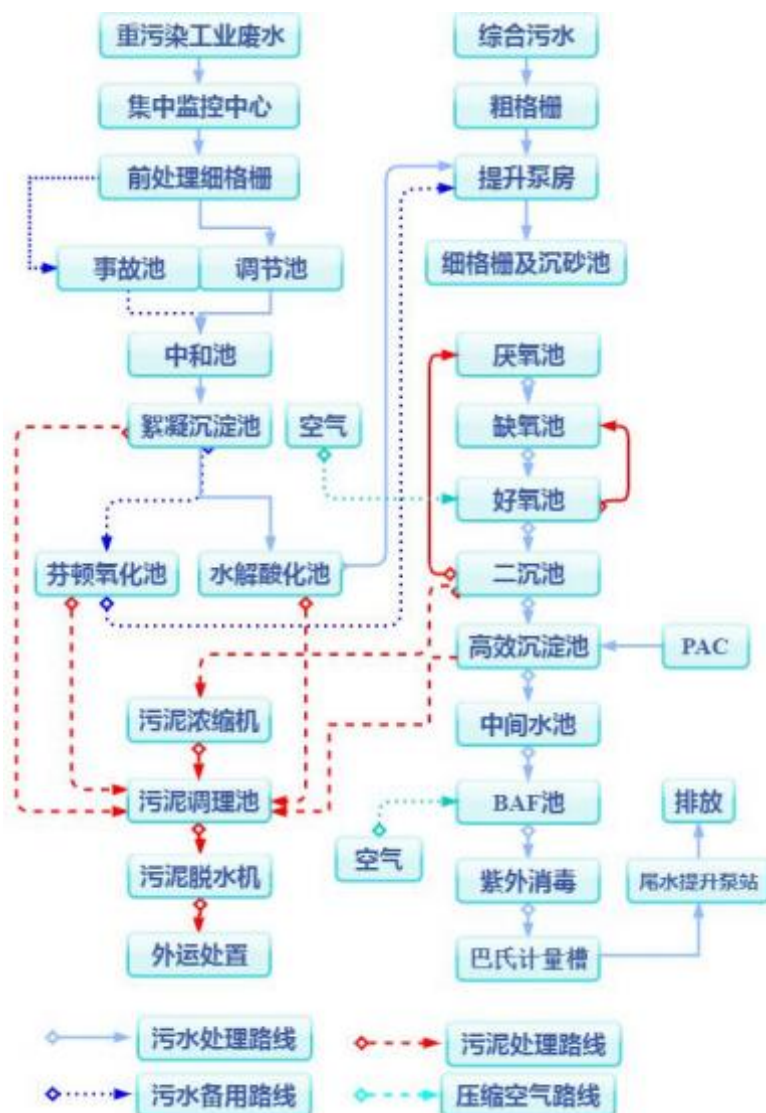 重污染工业废水
综合污水
集中监控中心
粗格栅
前处理细格栅
提升泵房
事故池
调节池
细格栅及沉砂池
中和池
厌氧池
絮凝沉淀池
空气
缺氧池
好氧池
芬顿氧化池
水解酸化池
二沉池
高效沉淀池
PAC
污泥浓缩机
中间水池
污泥调理池
BAF池
排放
空气
污泥脱水机
紫外消毒
尾水提升泵站
外运处置
巴氏计量槽
污水处理路线
污泥处理路线
污水备用路线
压缩空气路线